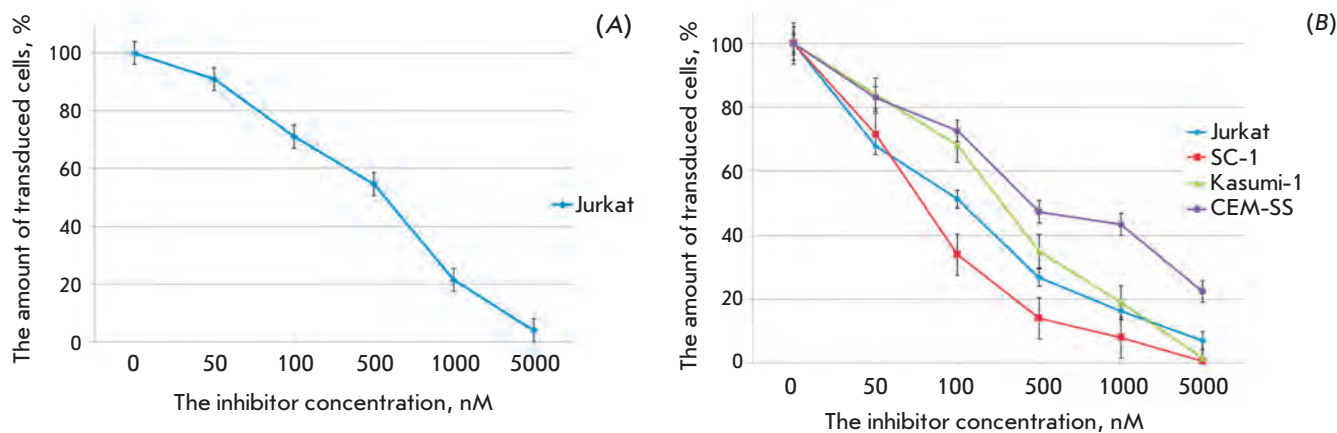 (A)
The amount of transduced cells, %
100
80
60
40
20
0
0 50 100 500 1000 5000
The inhibitor concentration, nM
Jurkat
(B)
The amount of transduced cells, %
100
80
60
40
20
0
0 50 100 500 1000 5000
The inhibitor concentration, nM
Jurkat
SC-1
Kasumi-1
CEM-SS